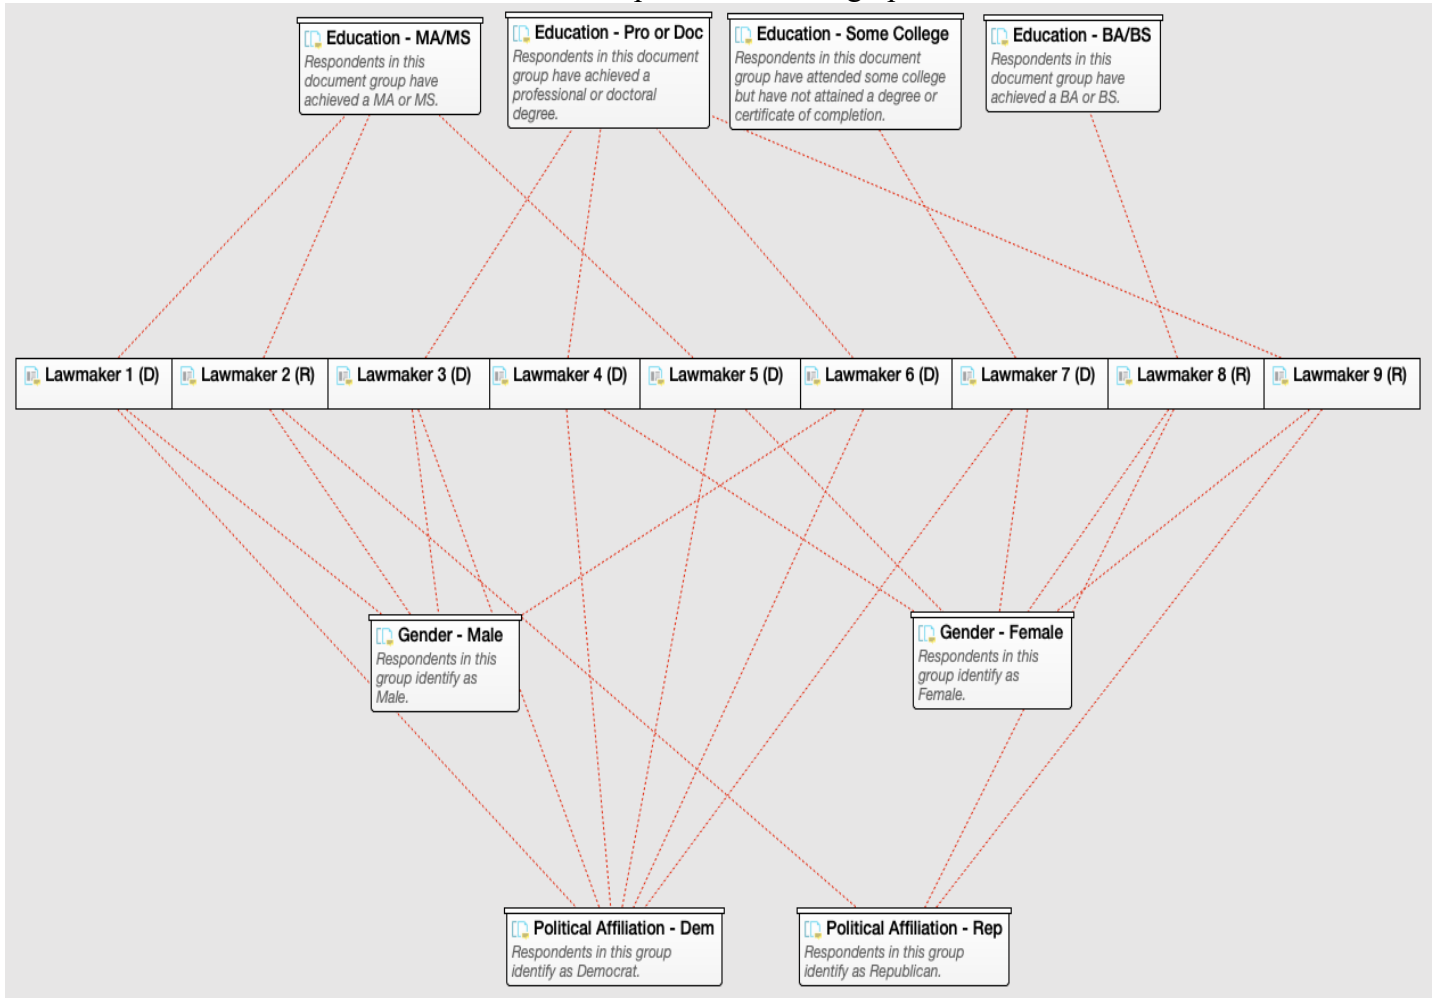 Education - MA/MS
Respondents in this
document group have
achieved a MA or MS.
Education - Pro or Doc
Respondents in this document
group have achieved a
professional or doctoral
degree.
Education - Some College
Respondents in this document
group have attended some college
but have not attained a degree or
certificate of completion.
Education - BA/BS
Respondents in this
document group have
achieved a BA or BS.
Lawmaker 1 (D)
Lawmaker 2 (R)
Lawmaker 3 (D)
Lawmaker 4 (D)
Lawmaker 5 (D)
Lawmaker 6 (D)
Lawmaker 7 (D)
Lawmaker 8 (R)
Lawmaker 9 (R)
Gender - Male
Respondents in this
group identify as
Male.
Gender - Female
Respondents in this
group identify as
Female.
Political Affiliation - Dem
Respondents in this group
identify as Democrat.
Political Affiliation - Rep
Respondents in this group
identify as Republican.